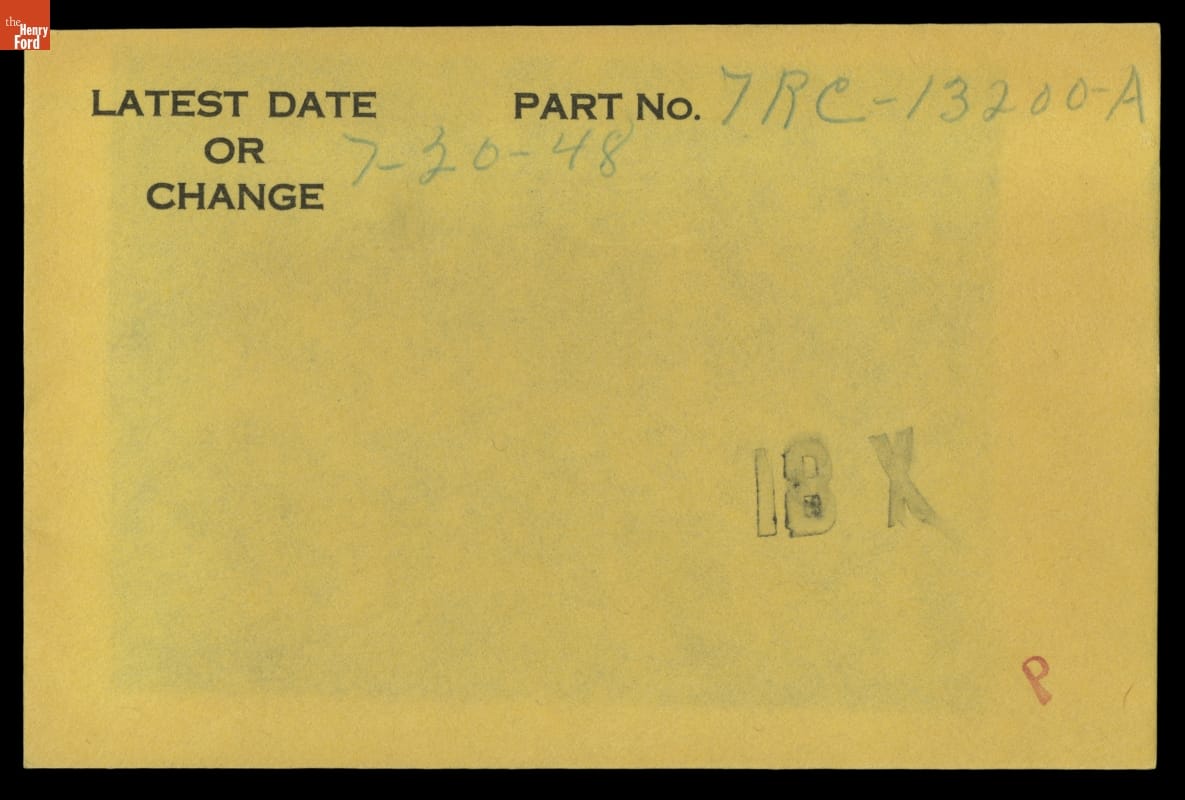 the
Henry
Ford
LATEST DATE PART No. 7RC-13200-A
OR 7-20-48
CHANGE
18 X
P